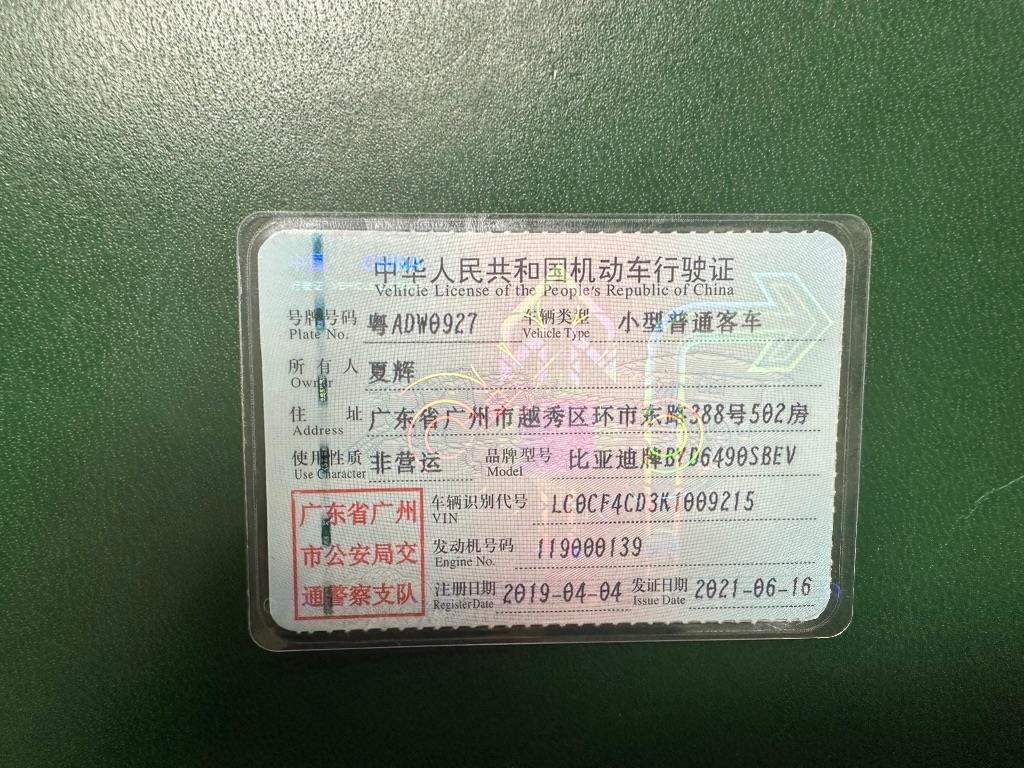 中华人民共和国机动车行驶证
Vehicle License of the People's Republic of China
号牌号码 粤ADW0927 车辆类型 小型普通客车
Plate No. Vehicle Type
所有人 夏辉
Owner
住址 广东省广州市越秀区环市东路388号502房
Address
使用性质 非营运 品牌型号 比亚迪牌BYD6490SBEV
Use Character Model
广东省广州
市公安局交
通警察支队
车辆识别代号 LC0CF4CD3K1009215
VIN
发动机号码 119000139
Engine No.
注册日期 2019-04-04 发证日期 2021-06-16
Register Date Issue Date